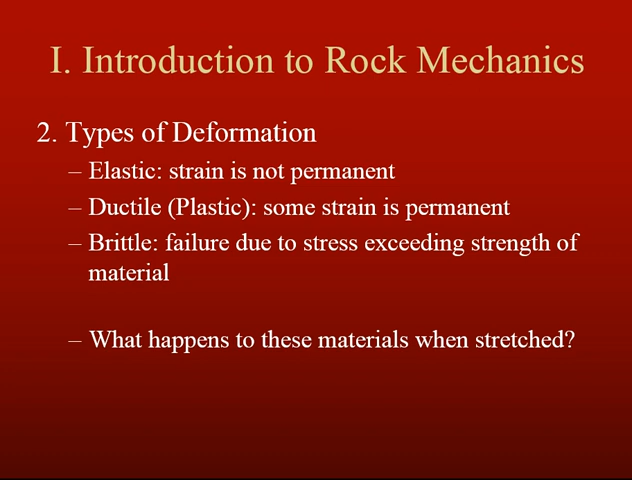 I. Introduction to Rock Mechanics
2. Types of Deformation
– Elastic: strain is not permanent
– Ductile (Plastic): some strain is permanent
– Brittle: failure due to stress exceeding strength of
material
– What happens to these materials when stretched?